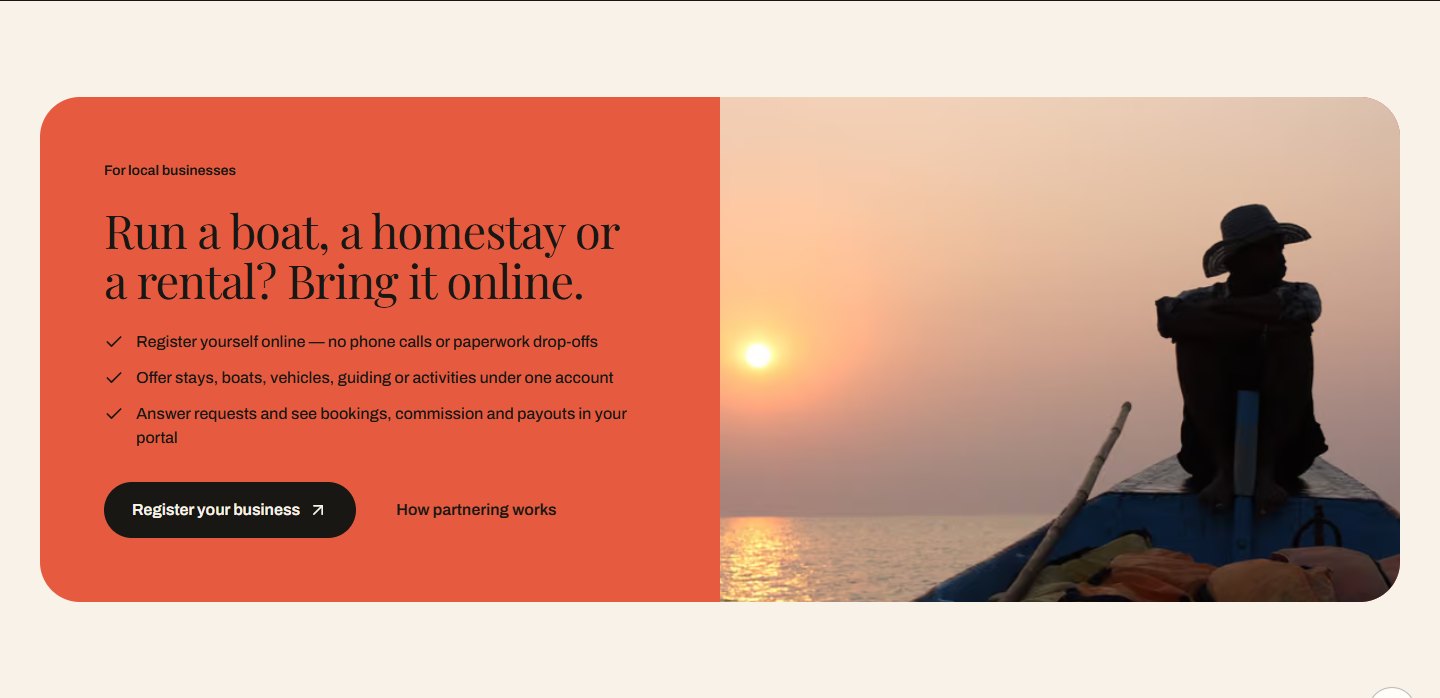 For local businesses
Run a boat, a homestay or
a rental? Bring it online.
Register yourself online — no phone calls or paperwork drop-offs
Offer stays, boats, vehicles, guiding or activities under one account
Answer requests and see bookings, commission and payouts in your
portal
Register your business
How partnering works